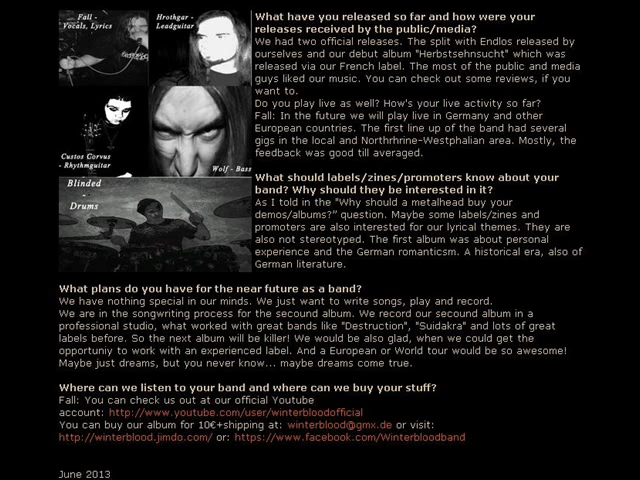 Fall - Vocals, Lyrics
Hrothgar - Leadguitar
Custos Corvus - Rhythmguitar
Wolf - Bass
Blinded - Drums
What have you released so far and how were your
releases received by the public/media?
We had two official releases. The split with Endlos released by
ourselves and our debut album "Herbstsehnsucht" which was
released via our French label. The most of the public and media
guys liked our music. You can check out some reviews, if you
want to.
Do you play live as well? How's your live activity so far?
Fall: In the future we will play live in Germany and other
European countries. The first line up of the band had several
gigs in the local and Northrhine-Westphalian area. Mostly, the
feedback was good till averaged.
What should labels/zines/promoters know about your
band? Why should they be interested in it?
As I told in the "Why should a metalhead buy your
demos/albums?" question. Maybe some labels/zines and
promoters are also interested for our lyrical themes. They are
also not stereotyped. The first album was about personal
experience and the German romanticsm. A historical era, also of
German literature.
What plans do you have for the near future as a band?
We have nothing special in our minds. We just want to write songs, play and record.
We are in the songwriting process for the secound album. We record our secound album in a
professional studio, what worked with great bands like "Destruction", "Suidakra" and lots of great
labels before. So the next album will be killer! We would be also glad, when we could get the
opportuniy to work with an experienced label. And a European or World tour would be so awesome!
Maybe just dreams, but you never know... maybe dreams come true.
Where can we listen to your band and where can we buy your stuff?
Fall: You can check us out at our official Youtube
account: http://www.youtube.com/user/winterbloodofficial
You can buy our album for 10€+shipping at: winterblood@gmx.de or visit:
http://winterblood.jimdo.com/ or: https://www.facebook.com/Winterbloodband
June 2013